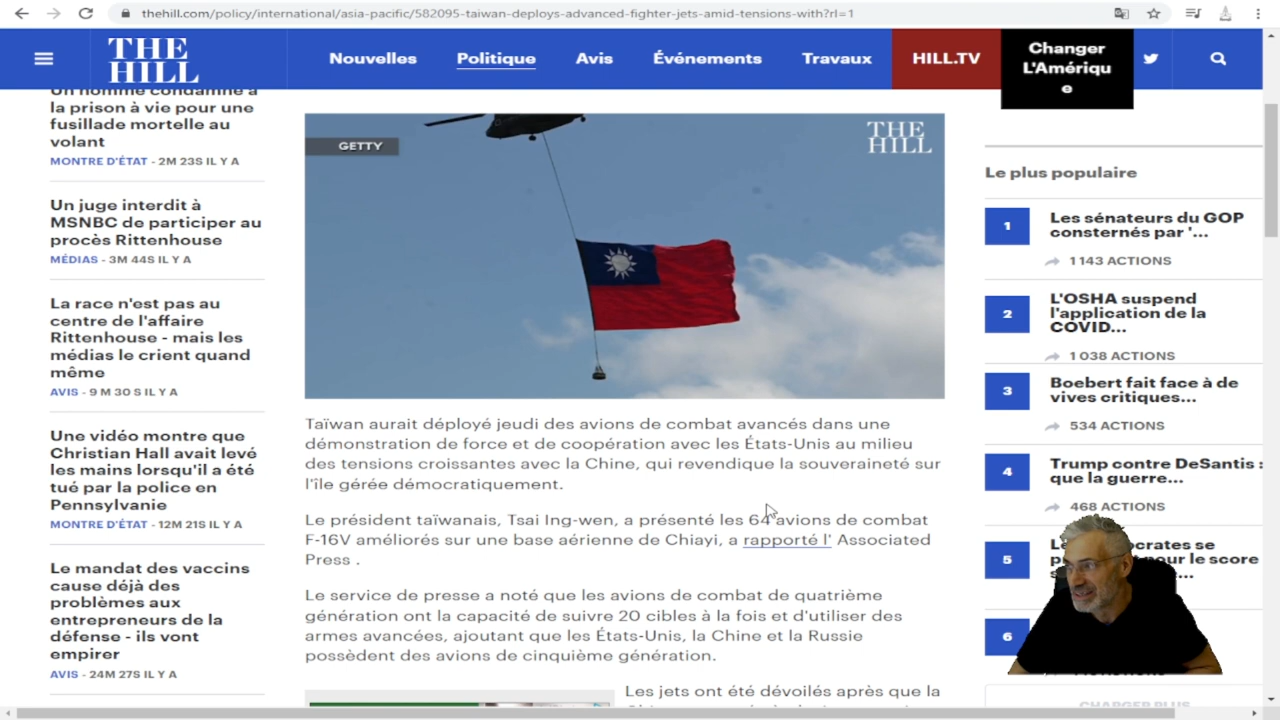 thehill.com/policy/international/asia-pacific/582095-taiwan-deploys-advanced-fighter-jets-amid-tensions-with?rl=1
THE
HILL
Nouvelles
Politique
Avis
Événements
Travaux
HILL.TV
Changer
L'Amériqu
e
Un homme condamné à
la prison à vie pour une
fusillade mortelle au
volant
MONTRE D'ÉTAT - 2M 23S IL Y A
Un juge interdit à
MSNBC de participer au
procès Rittenhouse
MÉDIAS - 3M 44S IL Y A
La race n'est pas au
centre de l'affaire
Rittenhouse - mais les
médias le crient quand
même
AVIS - 9 M 30 S IL Y A
Une vidéo montre que
Christian Hall avait levé
les mains lorsqu'il a été
tué par la police en
Pennsylvanie
MONTRE D'ÉTAT - 12M 21S IL Y A
Le mandat des vaccins
cause déjà des
problèmes aux
entrepreneurs de la
défense - ils vont
empirer
AVIS - 24M 27S IL Y A
GETTY
THE
HILL
Taïwan aurait déployé jeudi des avions de combat avancés dans une
démonstration de force et de coopération avec les États-Unis au milieu
des tensions croissantes avec la Chine, qui revendique la souveraineté sur
l'île gérée démocratiquement.
Le président taïwanais, Tsai Ing-wen, a présenté les 64 avions de combat
F-16V améliorés sur une base aérienne de Chiayi, a rapporté l' Associated
Press .
Le service de presse a noté que les avions de combat de quatrième
génération ont la capacité de suivre 20 cibles à la fois et d'utiliser des
armes avancées, ajoutant que les États-Unis, la Chine et la Russie
possèdent des avions de cinquième génération.
Les jets ont été dévoilés après que la
Le plus populaire
1
Les sénateurs du GOP
consternés par '...
1 143 ACTIONS
2
L'OSHA suspend
l'application de la
COVID...
1 038 ACTIONS
3
Boebert fait face à de
vives critiques...
534 ACTIONS
4
Trump contre DeSantis :
que la guerre...
468 ACTIONS
5
pour le score
6
CHARGER PLUS